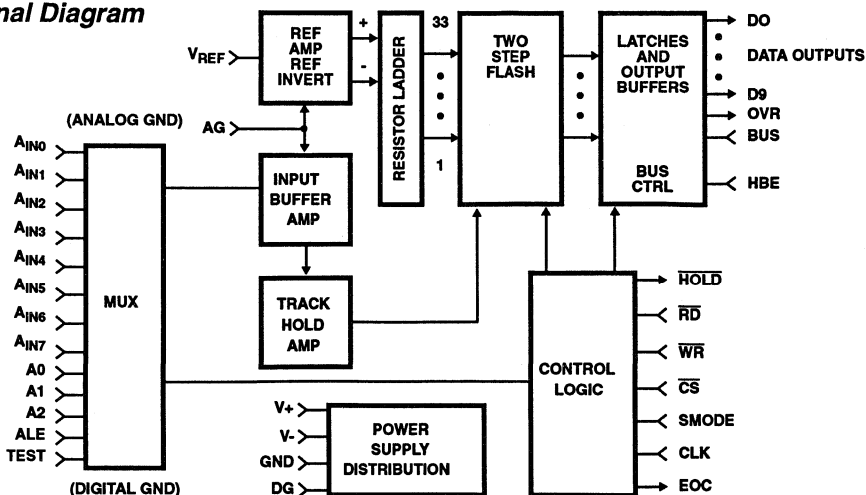 nal Diagram
VREF
REF
AMP
REF
INVERT
+
-
RESISTOR LADDER
33
1
TWO
STEP
FLASH
LATCHES
AND
OUTPUT
BUFFERS
BUS
CTRL
DO
DATA OUTPUTS
D9
OVR
BUS
HBE
(ANALOG GND)
AG
AIN0
AIN1
AIN2
AIN3
AIN4
AIN5
AIN6
AIN7
A0
A1
A2
ALE
TEST
MUX
(DIGITAL GND)
INPUT
BUFFER
AMP
TRACK
HOLD
AMP
V+
V-
GND
DG
POWER
SUPPLY
DISTRIBUTION
CONTROL
LOGIC
HOLD
RD
WR
CS
SMODE
CLK
EOC